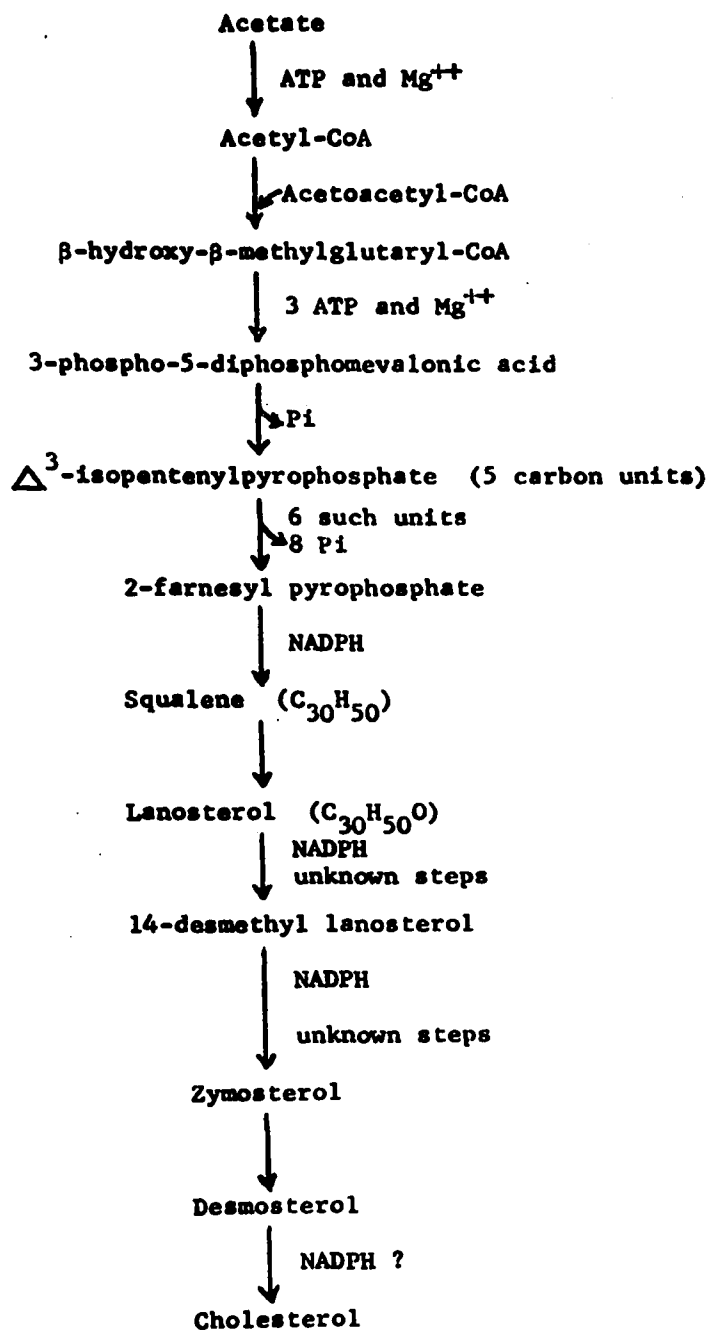 Acetate
ATP and Mg++
Acetyl-CoA
Acetoacetyl-CoA
β-hydroxy-β-methylglutaryl-CoA
3 ATP and Mg++
3-phospho-5-diphosphomevalonic acid
Pi
Δ3-isopentenylpyrophosphate (5 carbon units)
6 such units
8 Pi
2-farnesyl pyrophosphate
NADPH
Squalene (C30H50)
Lanosterol (C30H50O)
NADPH
unknown steps
14-desmethyl lanosterol
NADPH
unknown steps
Zymosterol
Desmosterol
NADPH ?
Cholesterol